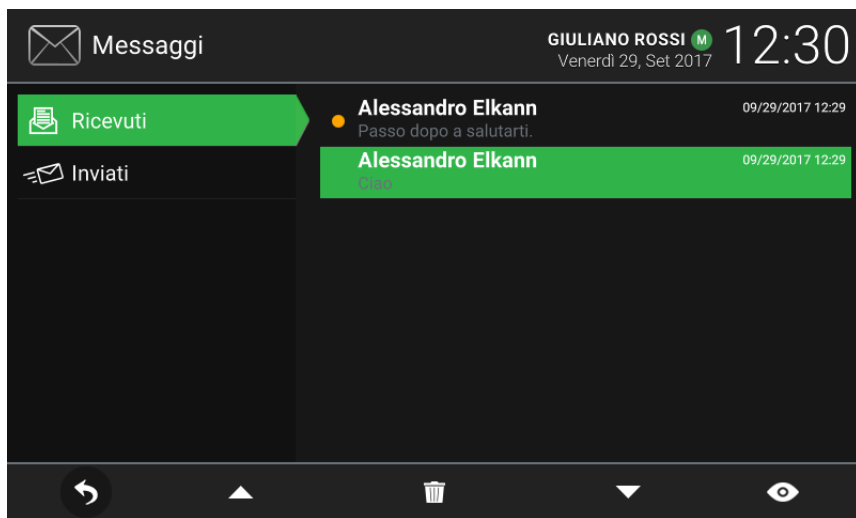 Messaggi
GIULIANO ROSSI M
Venerdì 29, Set 2017
12:30
Ricevuti
Inviati
Alessandro Elkann 09/29/2017 12:29
Passo dopo a salutarti.
Alessandro Elkann 09/29/2017 12:29
Ciao